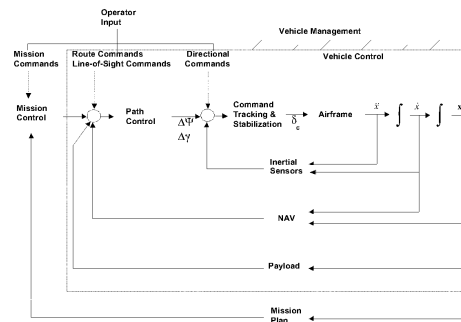 Operator
Input
Vehicle Management
Mission
Commands
Route Commands
Line-of-Sight Commands
Directional
Commands
Vehicle Control
Mission
Control
Path
Control
ΔΨ
Δγ
Command
Tracking &
Stabilization
δc
Airframe
ẍ
∫
ẋ
∫
x
Inertial
Sensors
NAV
Payload
Mission
Plan